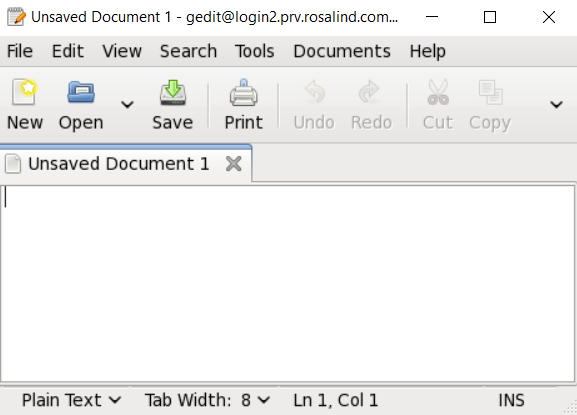 Unsaved Document 1 - gedit@login2.prv.rosalind.com...
File Edit View Search Tools Documents Help
New Open Save Print Undo Redo Cut Copy
Unsaved Document 1
Plain Text Tab Width: 8 Ln 1, Col 1 INS